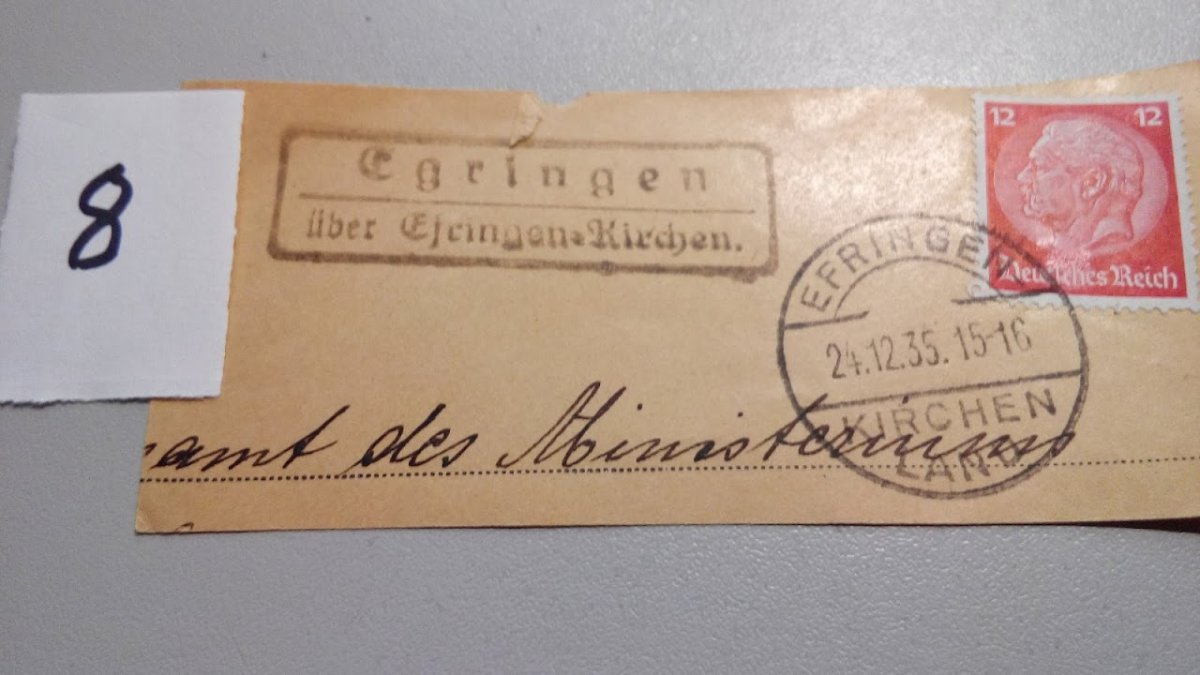 8
Egringen
über Efringen-Kirchen.
12 12
Deutsches Reich
EFRINGEN
24.12.35. 15-16
KIRCHEN
LAND
amt des Ministeriums